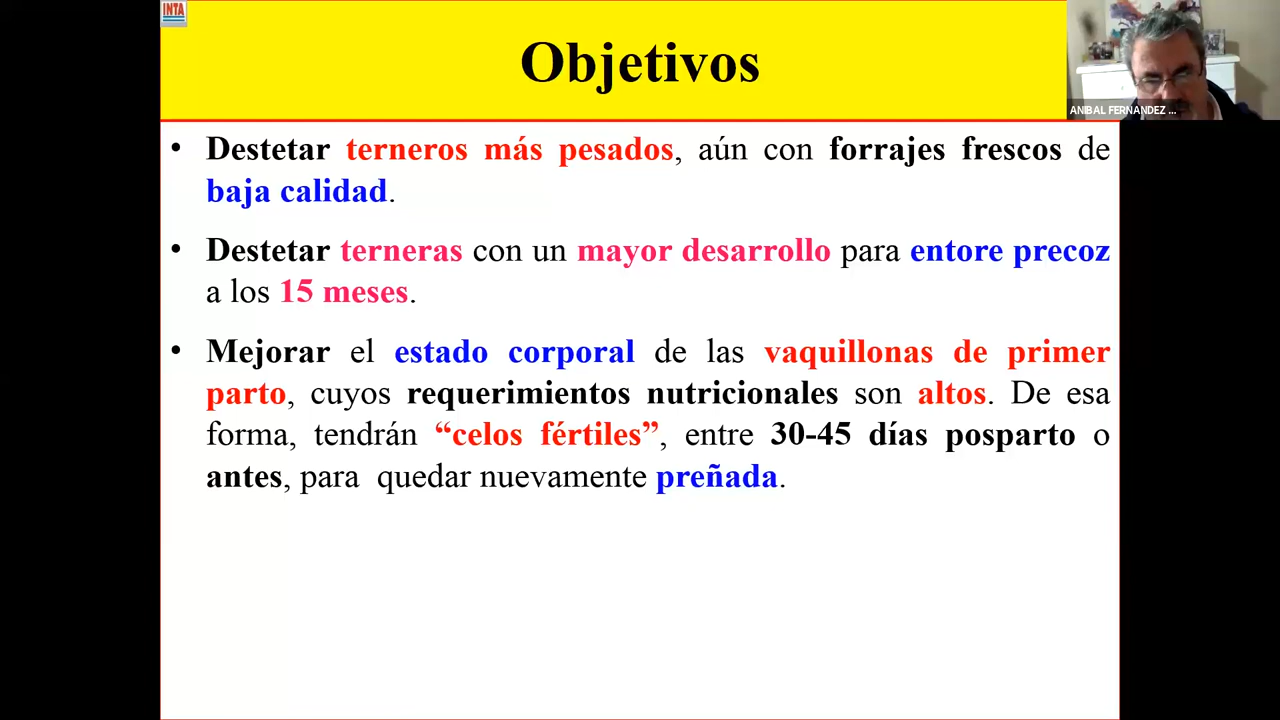 INTA
Objetivos
ANIBAL FERNANDEZ ...
• Destetar terneros más pesados, aún con forrajes frescos de
baja calidad.
• Destetar terneras con un mayor desarrollo para entore precoz
a los 15 meses.
• Mejorar el estado corporal de las vaquillonas de primer
parto, cuyos requerimientos nutricionales son altos. De esa
forma, tendrán “celos fértiles”, entre 30-45 días posparto o
antes, para quedar nuevamente preñada.